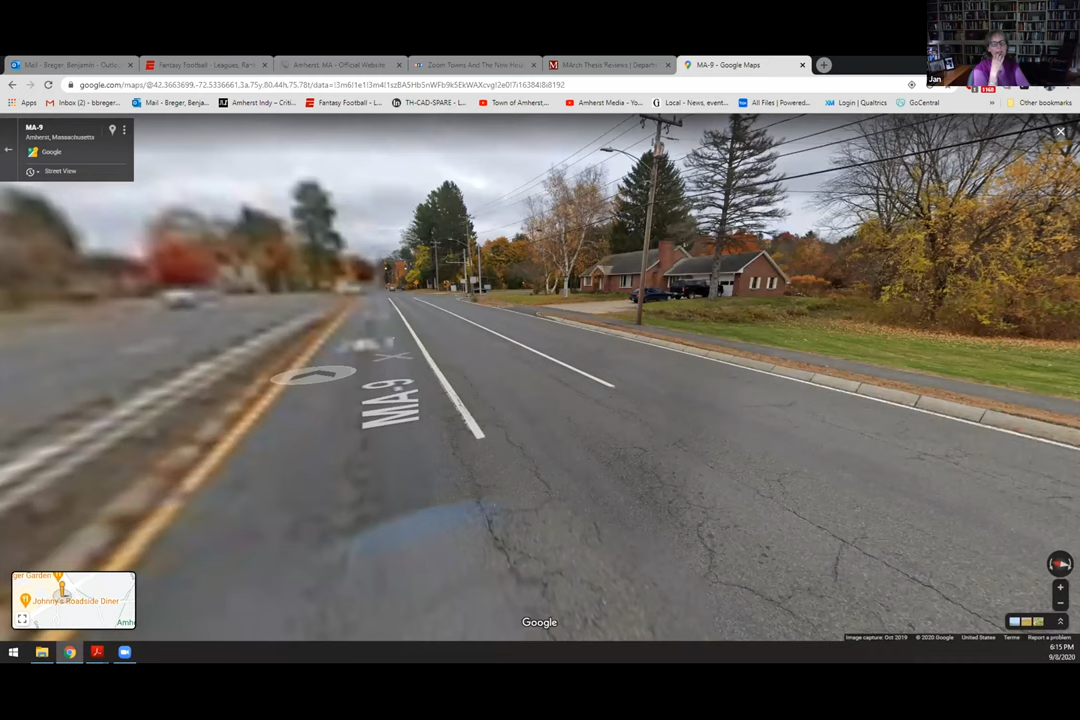 Mail - Breger, Benjamin - Outlo
Fantasy Football - Leagues, Ran
Amherst, MA - Official Website
Zoom Towns And The New Hou
MArch Thesis Reviews | Departm
MA-9 - Google Maps
google.com/maps/@42.3663699,-72.5336661,3a,75y,80.44h,75.78t/data=!3m6!1e1!3m4!1
Apps
Inbox (2) - bbreger...
Mail - Breger, Benja...
Amherst Indy – Criti...
Fantasy Football – L...
TH-CAD-SPARE - L...
Town of Amherst,...
Amherst Media - Yo...
Local - News, event...
All Files | Powered...
Login | Qualtrics
GoCentral
Other bookmarks
Jan
MA-9
Amherst, Massachusetts
Google
Street View
MA-9
ger Garden
Johnny's Roadside Diner
Amhe
Google
Image capture: Oct 2019 © 2020 Google United States Terms Report a problem
6:15 PM
9/8/2020